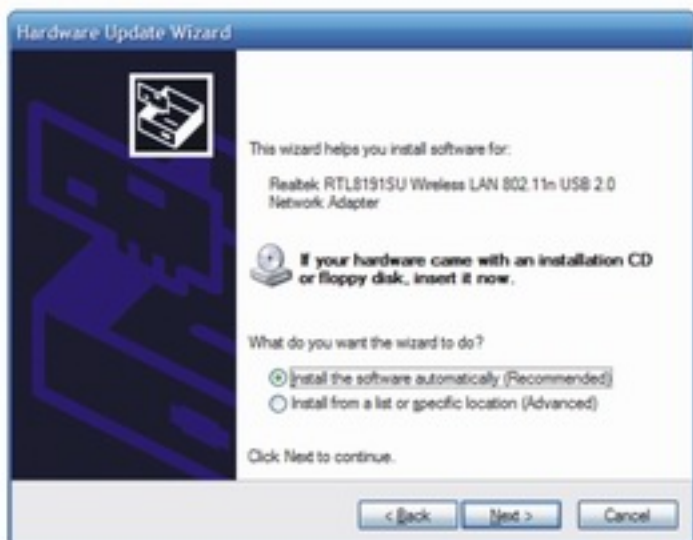 Hardware Update Wizard
This wizard helps you install software for:
Realtek RTL8191SU Wireless LAN 802.11n USB 2.0
Network Adapter
If your hardware came with an installation CD
or floppy disk, insert it now.
What do you want the wizard to do?
Install the software automatically (Recommended)
Install from a list or specific location (Advanced)
Click Next to continue.
< Back Next > Cancel